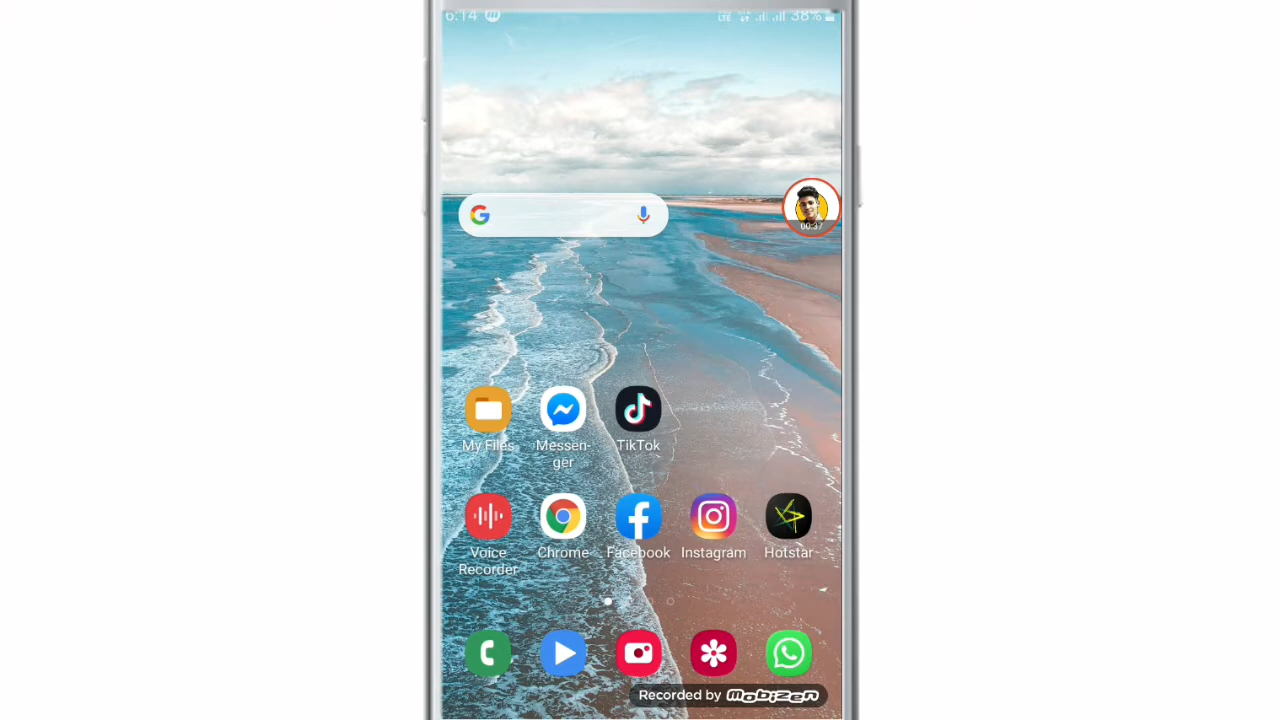 6:14 38%
00:37
My Files Messen-
ger TikTok
Voice
Recorder Chrome Facebook Instagram Hotstar
Recorded by mobizen